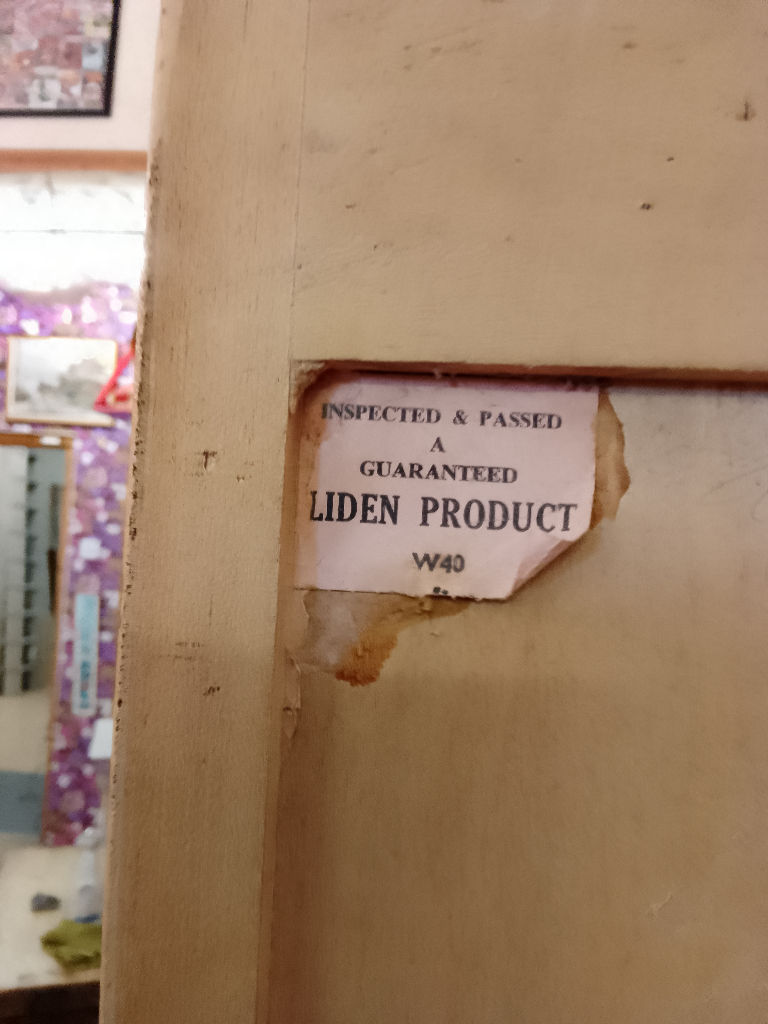 INSPECTED & PASSED
A
GUARANTEED
LIDEN PRODUCT
W40